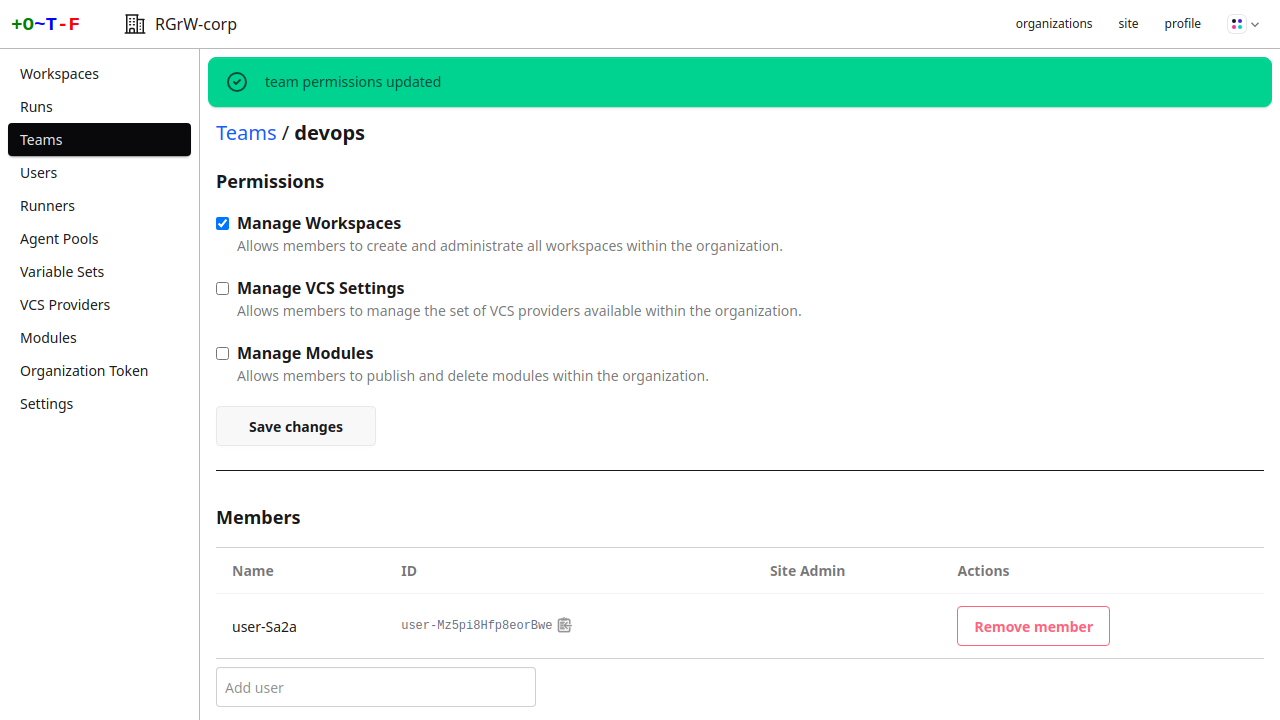 +O~T-F
RGrW-corp
organizations
site
profile
Workspaces
Runs
Teams
Users
Runners
Agent Pools
Variable Sets
VCS Providers
Modules
Organization Token
Settings
team permissions updated
Teams / devops
Permissions
Manage Workspaces
Allows members to create and administrate all workspaces within the organization.
Manage VCS Settings
Allows members to manage the set of VCS providers available within the organization.
Manage Modules
Allows members to publish and delete modules within the organization.
Save changes
Members
Name ID Site Admin Actions
user-Sa2a user-Mz5pi8Hfp8eorBwe Remove member
Add user